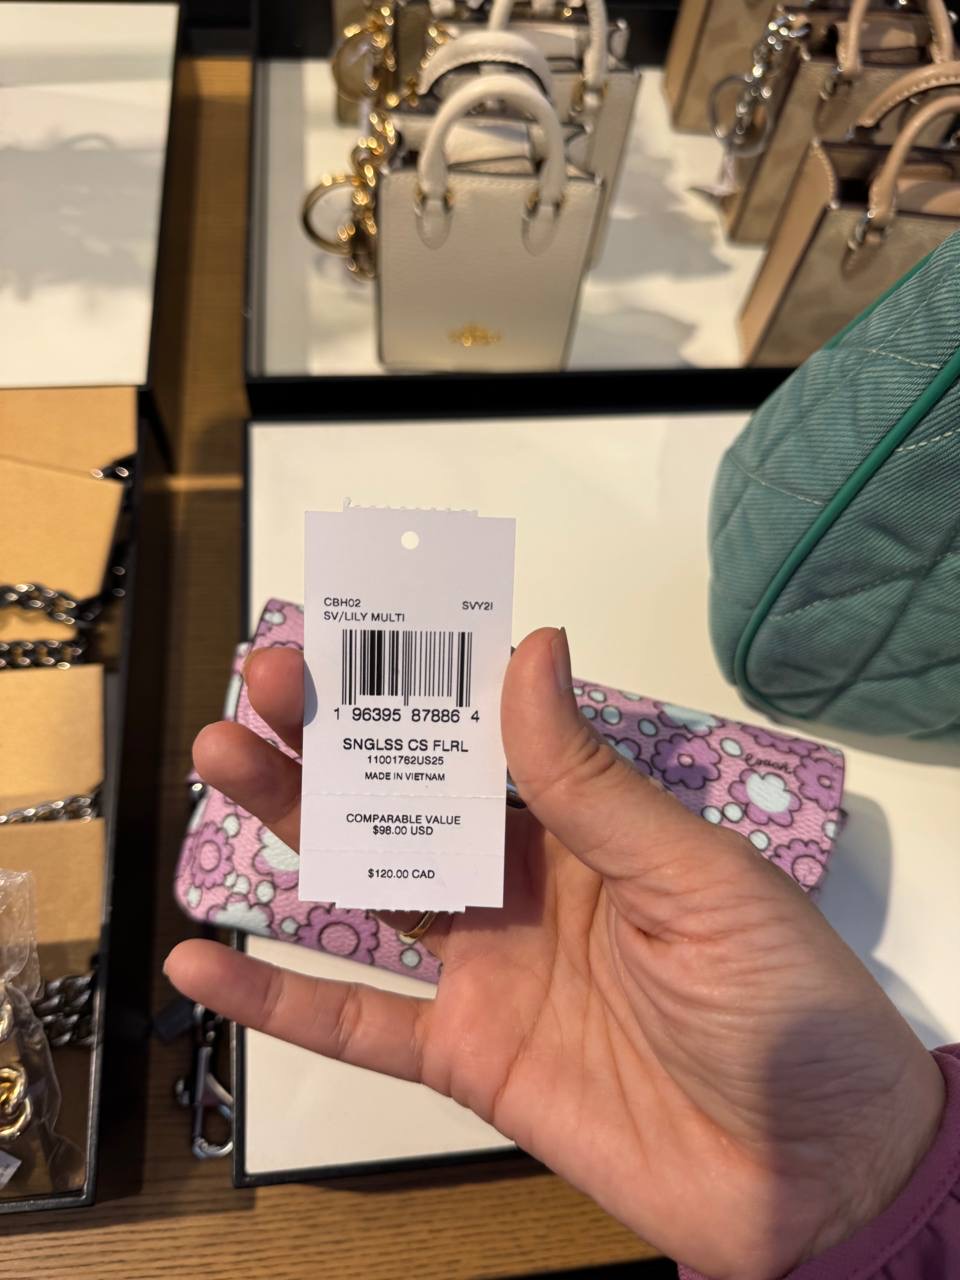 CBH02 SVY2I
SV/LILY MULTI
1 96395 87886 4
SNGLSS CS FLRL
11001762US25
MADE IN VIETNAM
COMPARABLE VALUE
$98.00 USD
$120.00 CAD
Coach